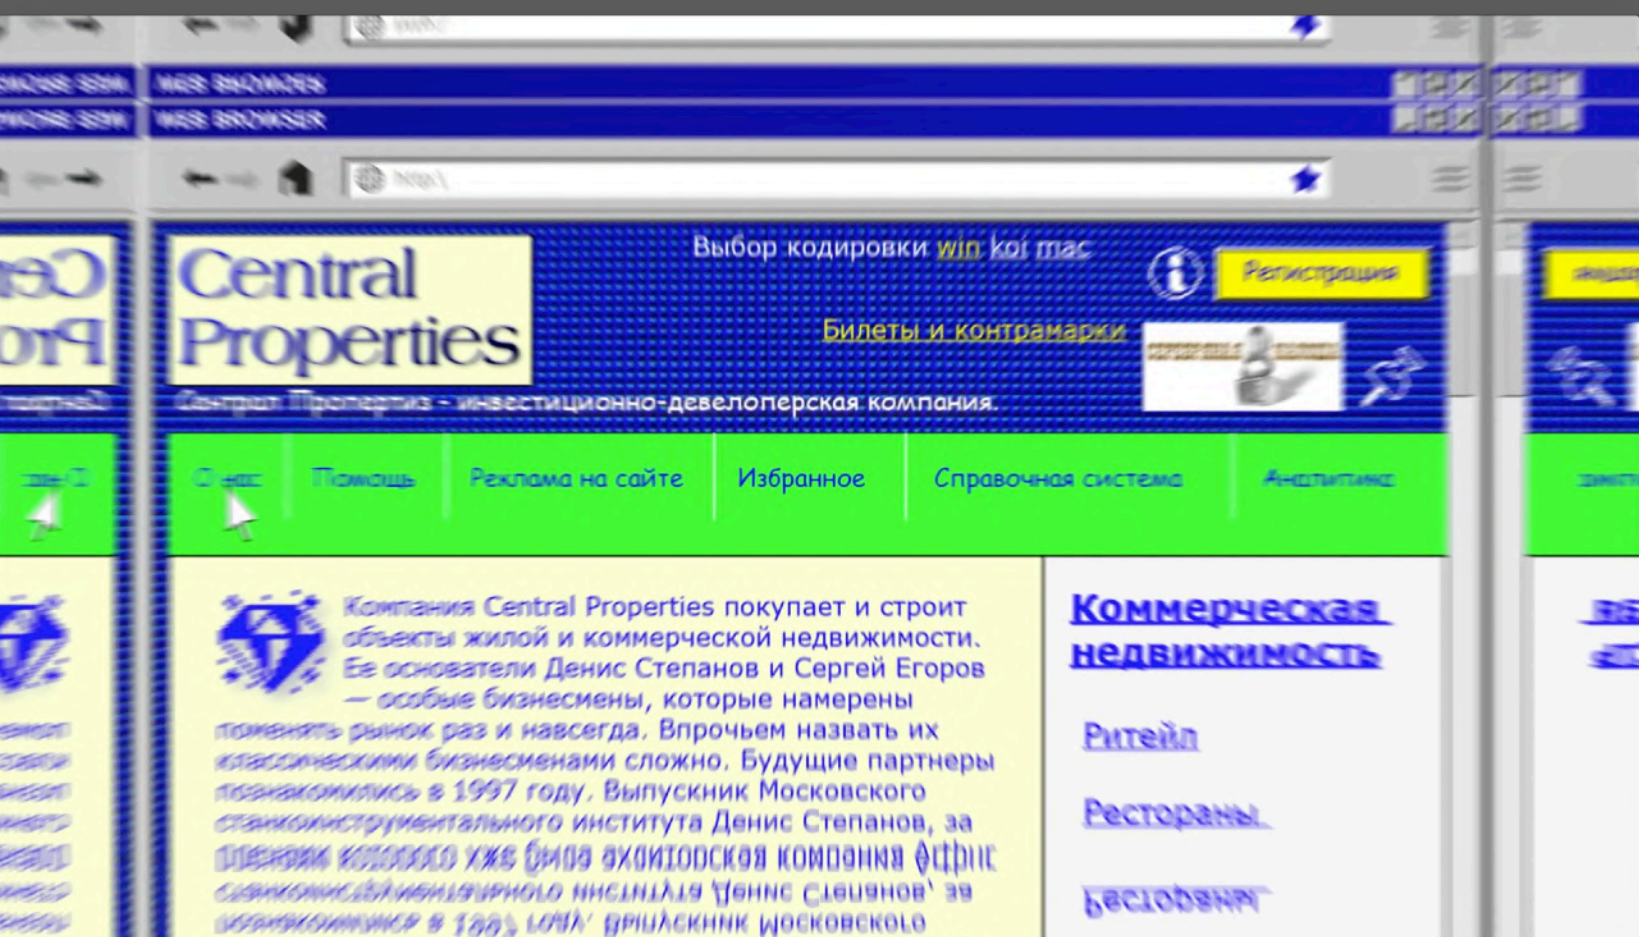 WEB BROWSER
Выбор кодировки win koi mac
Регистрация
Central
Properties
Билеты и контрамарки
Сентрал Пропертиз - инвестиционно-девелоперская компания.
О нас Помощь Реклама на сайте Избранное Справочная система Аналитика
Компания Central Properties покупает и строит
объекты жилой и коммерческой недвижимости.
Ее основатели Денис Степанов и Сергей Егоров
— особые бизнесмены, которые намерены
поменять рынок раз и навсегда. Впрочьем назвать их
классическими бизнесменами сложно. Будущие партнеры
познакомились в 1997 году. Выпускник Московского
станкоинструментального института Денис Степанов, за
Коммерческая
недвижимость
Ритейл
Рестораны